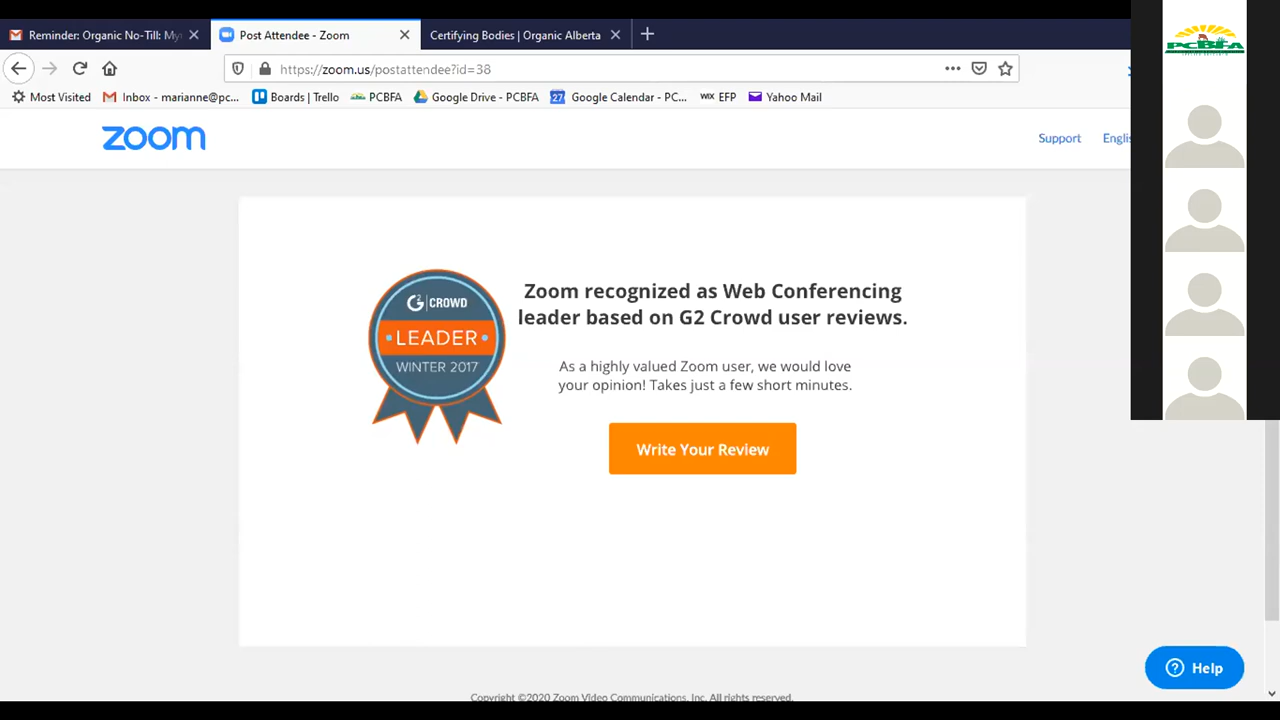 Reminder: Organic No-Till: My
Post Attendee - Zoom
Certifying Bodies | Organic Alberta
https://zoom.us/postattendee?id=38
Most Visited
Inbox - marianne@pc...
Boards | Trello
PCBFA
Google Drive - PCBFA
27
Google Calendar - PC...
WIX EFP
Yahoo Mail
PCBFA
zoom
Support
Englis
G2 CROWD
LEADER
WINTER 2017
Zoom recognized as Web Conferencing
leader based on G2 Crowd user reviews.
As a highly valued Zoom user, we would love
your opinion! Takes just a few short minutes.
Write Your Review
Help
Copyright ©2020 Zoom Video Communications, Inc. All rights reserved.